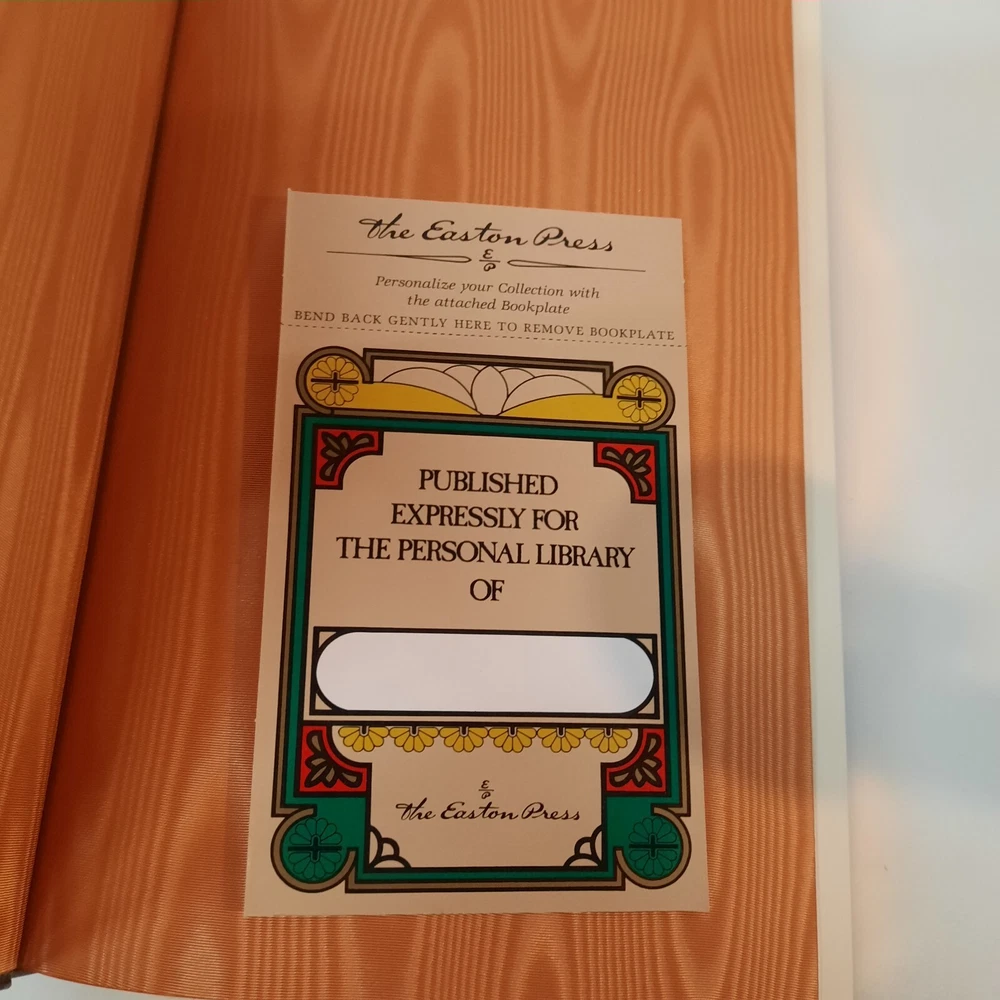 The Easton Press
E
P
Personalize your Collection with
the attached Bookplate
BEND BACK GENTLY HERE TO REMOVE BOOKPLATE
PUBLISHED
EXPRESSLY FOR
THE PERSONAL LIBRARY
OF
E
P
The Easton Press